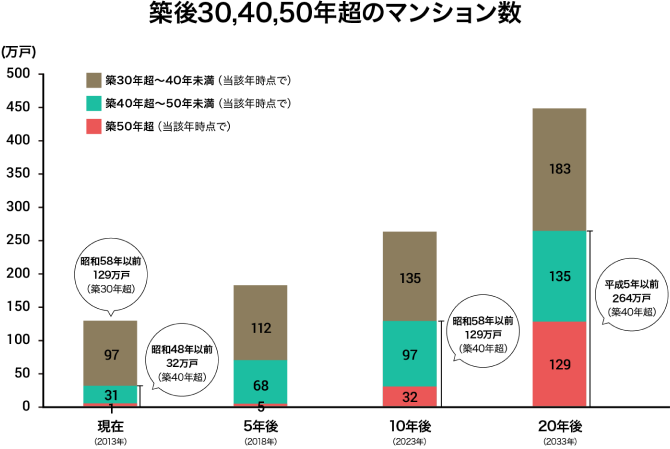 築後30,40,50年超のマンション数
(万戸)
500
450
400
350
300
250
200
150
100
50
0
築30年超〜40年未満（当該年時点で）
築40年超〜50年未満（当該年時点で）
築50年超（当該年時点で）
昭和58年以前
129万戸
（築30年超）
97
31
1
昭和48年以前
32万戸
（築40年超）
112
68
5
135
97
32
昭和58年以前
129万戸
（築40年超）
183
135
129
平成5年以前
264万戸
（築40年超）
現在
（2013年）
5年後
（2018年）
10年後
（2023年）
20年後
（2033年）